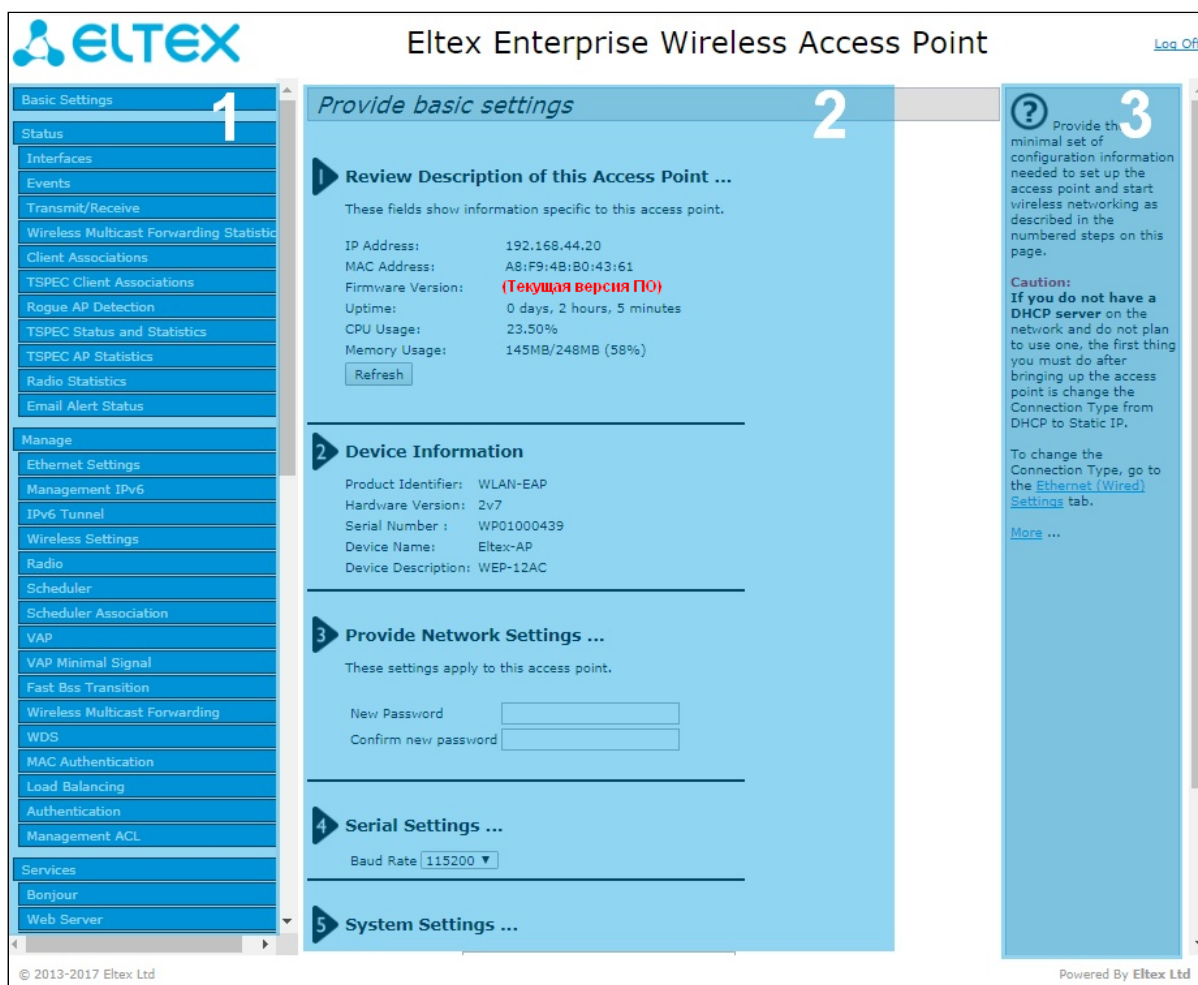 ELTEX
Eltex Enterprise Wireless Access Point
Log Off
1
Basic Settings
Status
Interfaces
Events
Transmit/Receive
Wireless Multicast Forwarding Statistic
Client Associations
TSPEC Client Associations
Rogue AP Detection
TSPEC Status and Statistics
TSPEC AP Statistics
Radio Statistics
Email Alert Status
Manage
Ethernet Settings
Management IPv6
IPv6 Tunnel
Wireless Settings
Radio
Scheduler
Scheduler Association
VAP
VAP Minimal Signal
Fast Bss Transition
Wireless Multicast Forwarding
WDS
MAC Authentication
Load Balancing
Authentication
Management ACL
Services
Bonjour
Web Server
2
Provide basic settings
1 Review Description of this Access Point ...
These fields show information specific to this access point.
IP Address: 192.168.44.20
MAC Address: A8:F9:4B:B0:43:61
Firmware Version: (Текущая версия ПО)
Uptime: 0 days, 2 hours, 5 minutes
CPU Usage: 23.50%
Memory Usage: 145MB/248MB (58%)
Refresh
2 Device Information
Product Identifier: WLAN-EAP
Hardware Version: 2v7
Serial Number : WP01000439
Device Name: Eltex-AP
Device Description: WEP-12AC
3 Provide Network Settings ...
These settings apply to this access point.
New Password
Confirm new password
4 Serial Settings ...
Baud Rate 115200
5 System Settings ...
3
? Provide
minimal set of
configuration information
needed to set up the
access point and start
wireless networking as
described in the
numbered steps on this
page.
Caution:
If you do not have a
DHCP server on the
network and do not plan
to use one, the first thing
you must do after
bringing up the access
point is change the
Connection Type from
DHCP to Static IP.
To change the
Connection Type, go to
the Ethernet (Wired)
Settings tab.
More ...
© 2013-2017 Eltex Ltd
Powered By Eltex Ltd